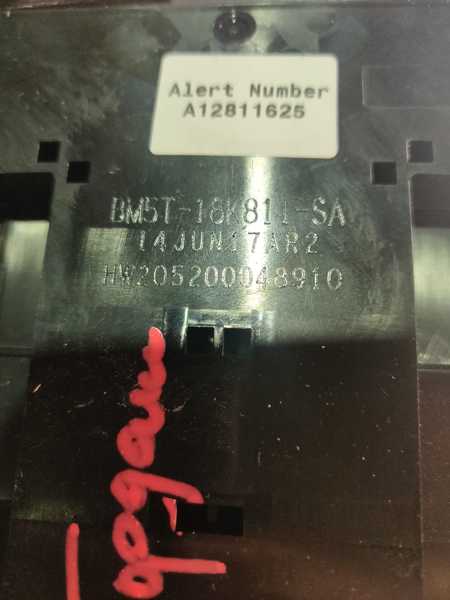 Alert Number
A12811625
BM5T-18K811-SA
14JUN17AR2
HW205200048910